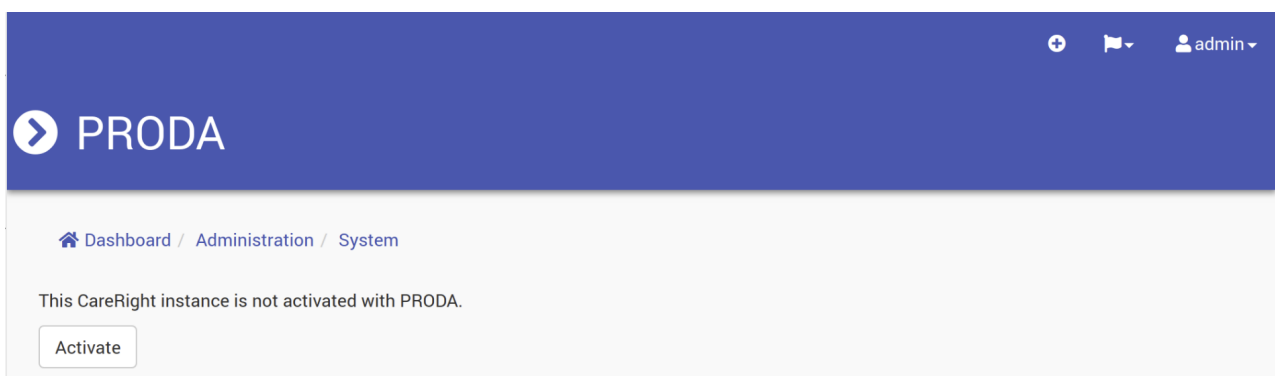 admin
PRODA
Dashboard / Administration / System
This CareRight instance is not activated with PRODA.
Activate